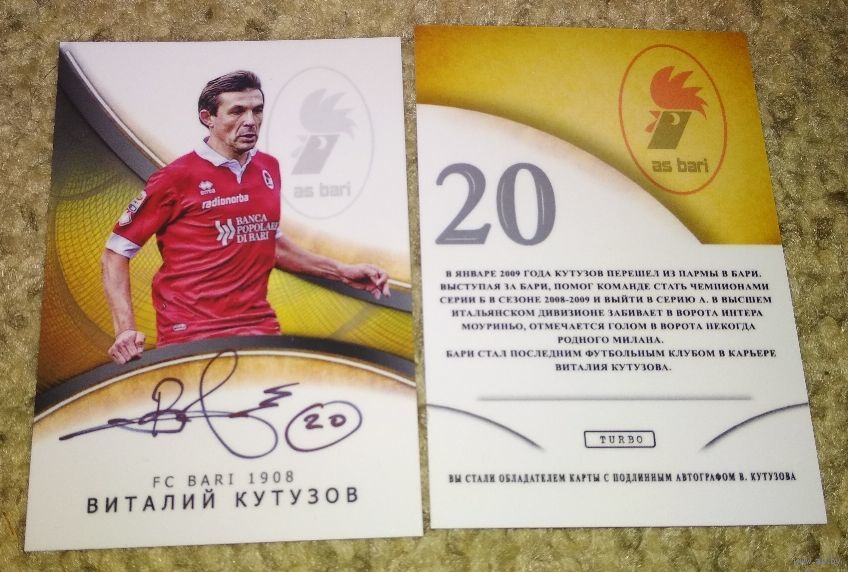 as bari
errea
radionorba
BANCA
POPOLARE
DI BARI
20
FC BARI 1908
ВИТАЛИЙ КУТУЗОВ
as bari
20
В ЯНВАРЕ 2009 ГОДА КУТУЗОВ ПЕРЕШЕЛ ИЗ ПАРМЫ В БАРИ.
ВЫСТУПАЯ ЗА БАРИ, ПОМОГ КОМАНДЕ СТАТЬ ЧЕМПИОНАМИ
СЕРИИ Б В СЕЗОНЕ 2008-2009 И ВЫЙТИ В СЕРИЮ А. В ВЫСШЕМ
ИТАЛЬЯНСКОМ ДИВИЗИОНЕ ЗАБИВАЕТ В ВОРОТА ИНТЕРА
МОУРИНЬО, ОТМЕЧАЕТСЯ ГОЛОМ В ВОРОТА НЕКОГДА
РОДНОГО МИЛАНА.
БАРИ СТАЛ ПОСЛЕДНИМ ФУТБОЛЬНЫМ КЛУБОМ В КАРЬЕРЕ
ВИТАЛИЯ КУТУЗОВА.
TURBO
ВЫ СТАЛИ ОБЛАДАТЕЛЕМ КАРТЫ С ПОДЛИННЫМ АВТОГРАФОМ В. КУТУЗОВА